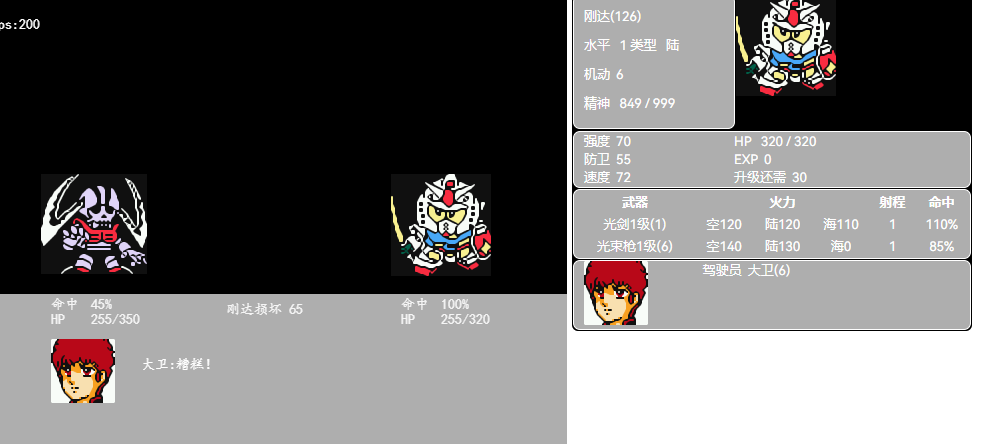 ps:200
命中 45%
HP 255/350
刚达损坏 65
命中 100%
HP 255/320
大卫:糟糕!
刚达(126)
水平 1 类型 陆
机动 6
精神 849 / 999
强度 70 HP 320 / 320
防卫 55 EXP 0
速度 72 升级还需 30
武器 火力 射程 命中
光剑1级(1) 空120 陆120 海110 1 110%
光束枪1级(6) 空140 陆130 海0 1 85%
驾驶员 大卫(6)